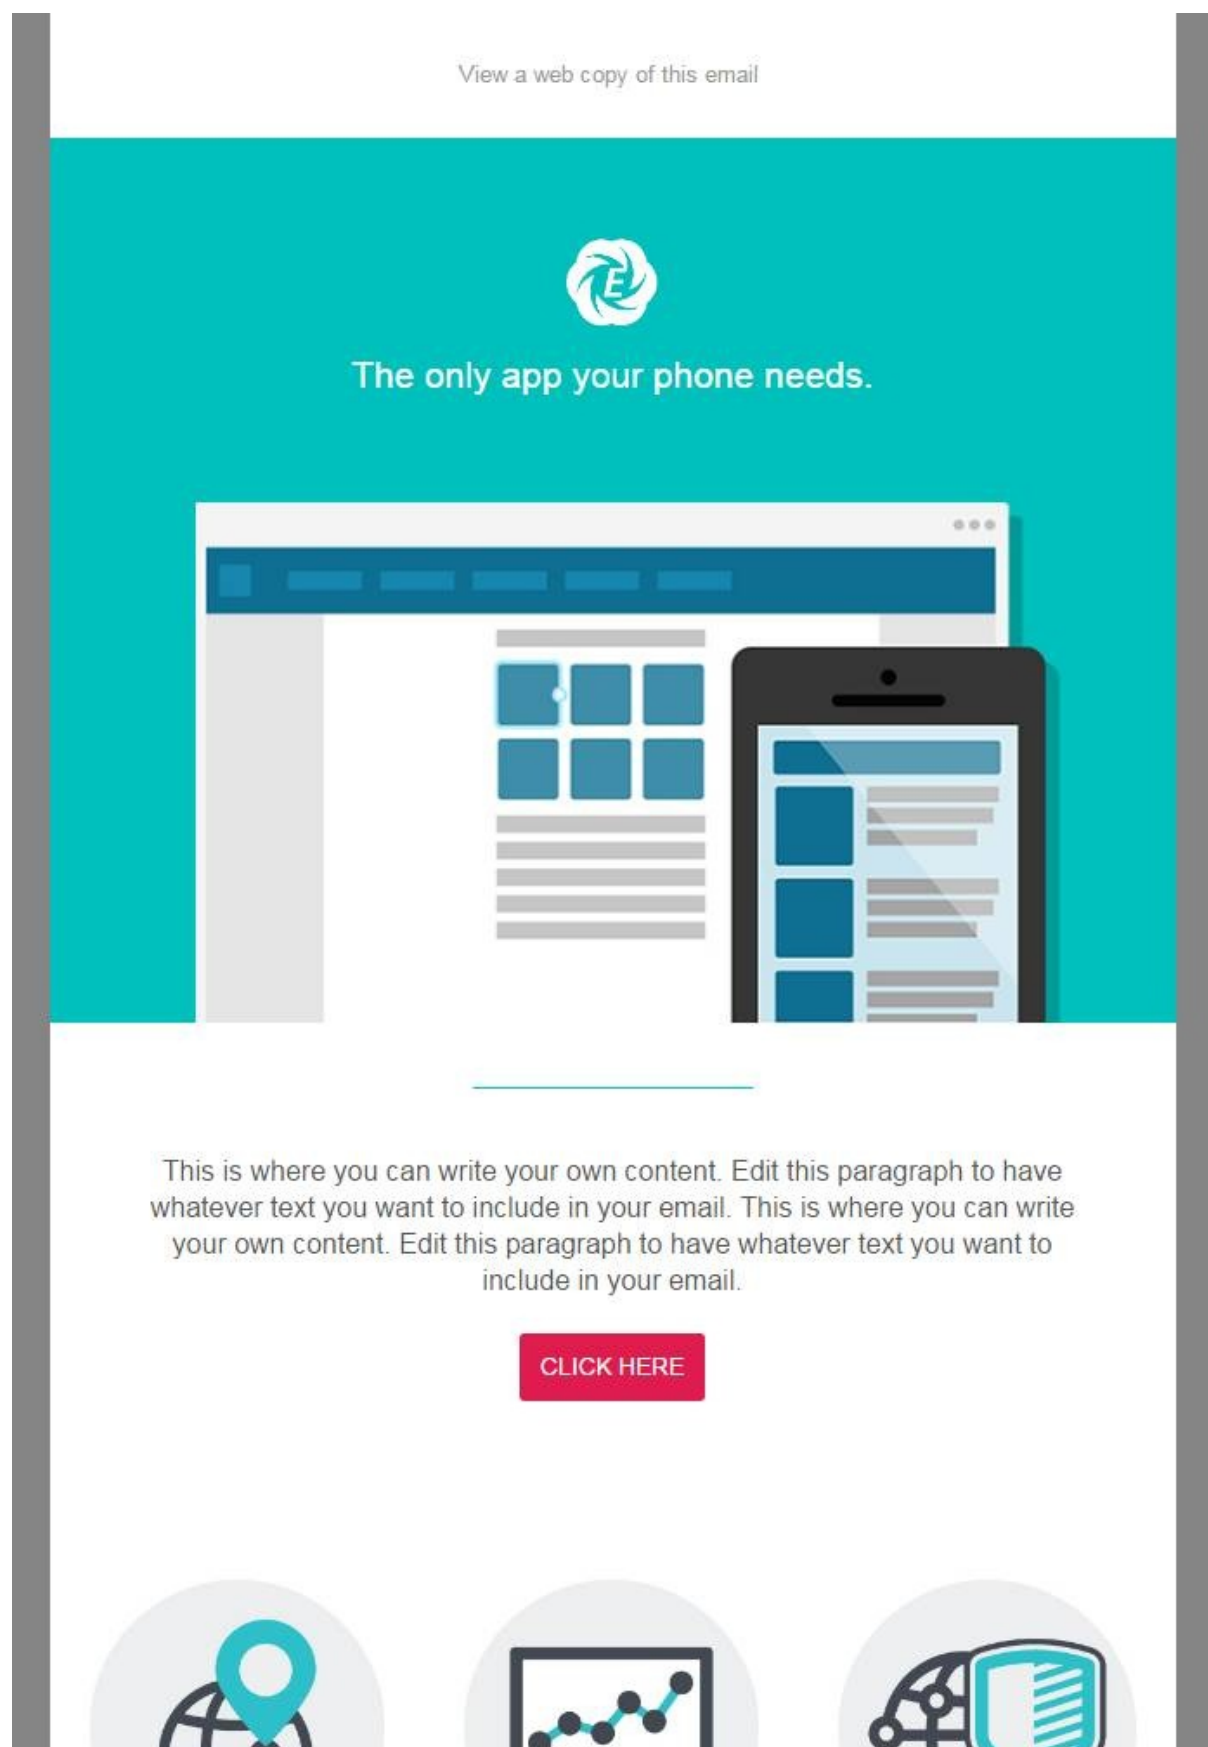 View a web copy of this email
E
The only app your phone needs.
This is where you can write your own content. Edit this paragraph to have
whatever text you want to include in your email. This is where you can write
your own content. Edit this paragraph to have whatever text you want to
include in your email.
CLICK HERE